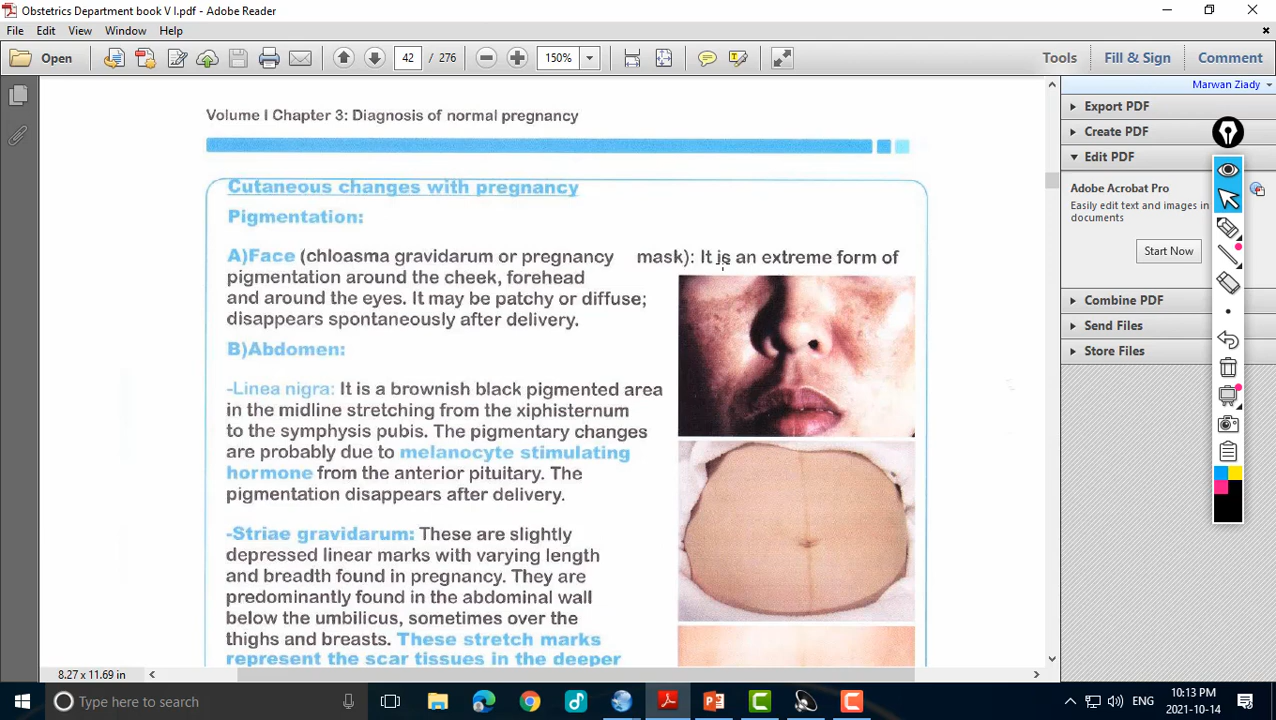 Obstetrics Department book V I.pdf - Adobe Reader
File Edit View Window Help
Open 42 / 276 150% Tools Fill & Sign Comment
Marwan Ziady
Volume I Chapter 3: Diagnosis of normal pregnancy
Cutaneous changes with pregnancy
Pigmentation:
A)Face (chloasma gravidarum or pregnancy mask): It is an extreme form of
pigmentation around the cheek, forehead
and around the eyes. It may be patchy or diffuse;
disappears spontaneously after delivery.
B)Abdomen:
-Linea nigra: It is a brownish black pigmented area
in the midline stretching from the xiphisternum
to the symphysis pubis. The pigmentary changes
are probably due to melanocyte stimulating
hormone from the anterior pituitary. The
pigmentation disappears after delivery.
-Striae gravidarum: These are slightly
depressed linear marks with varying length
and breadth found in pregnancy. They are
predominantly found in the abdominal wall
below the umbilicus, sometimes over the
thighs and breasts. These stretch marks
represent the scar tissues in the deeper
Export PDF
Create PDF
Edit PDF
Adobe Acrobat Pro
Easily edit text and images in
documents
Start Now
Combine PDF
Send Files
Store Files
8.27 x 11.69 in
Type here to search
ENG
10:13 PM
2021-10-14